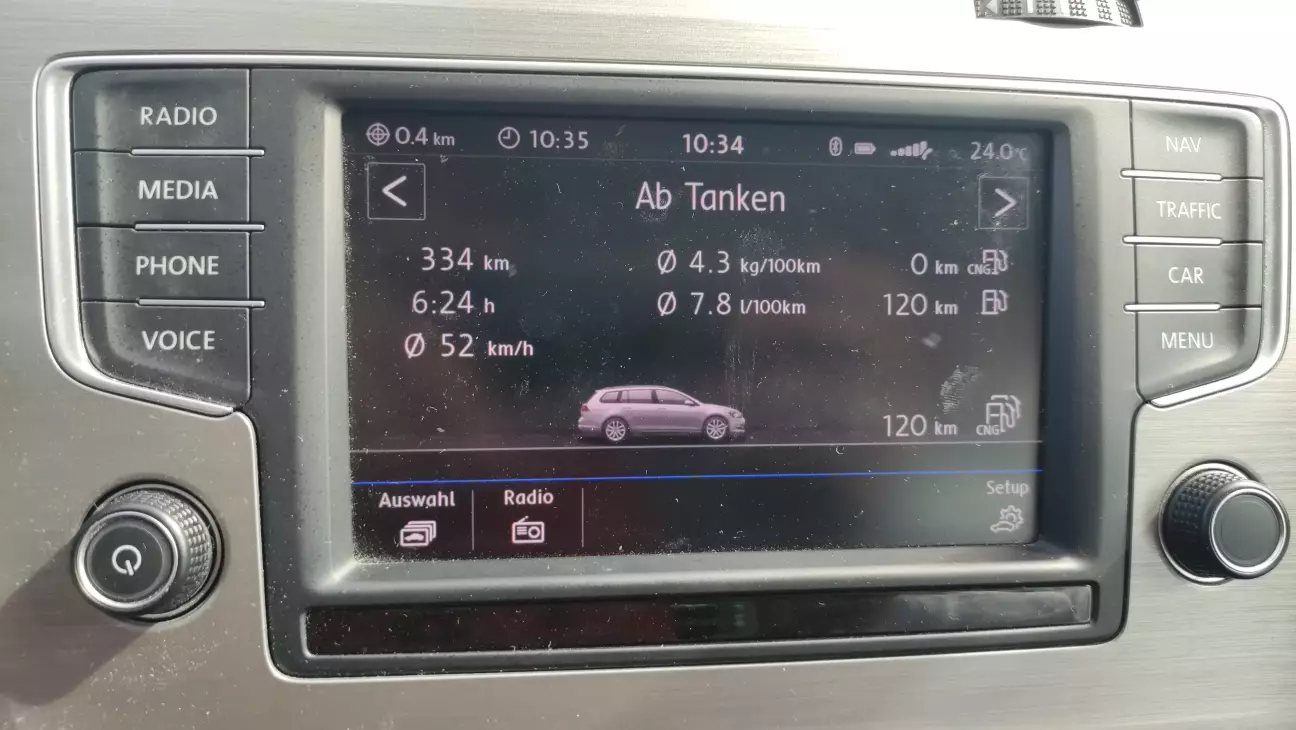 RADIO
MEDIA
PHONE
VOICE
0.4 km 10:35 10:34 24.0°C
< Ab Tanken >
334 km Ø 4.3 kg/100km 0 km CNG
6:24 h Ø 7.8 l/100km 120 km
Ø 52 km/h
120 km CNG
Auswahl Radio Setup
NAV
TRAFFIC
CAR
MENU